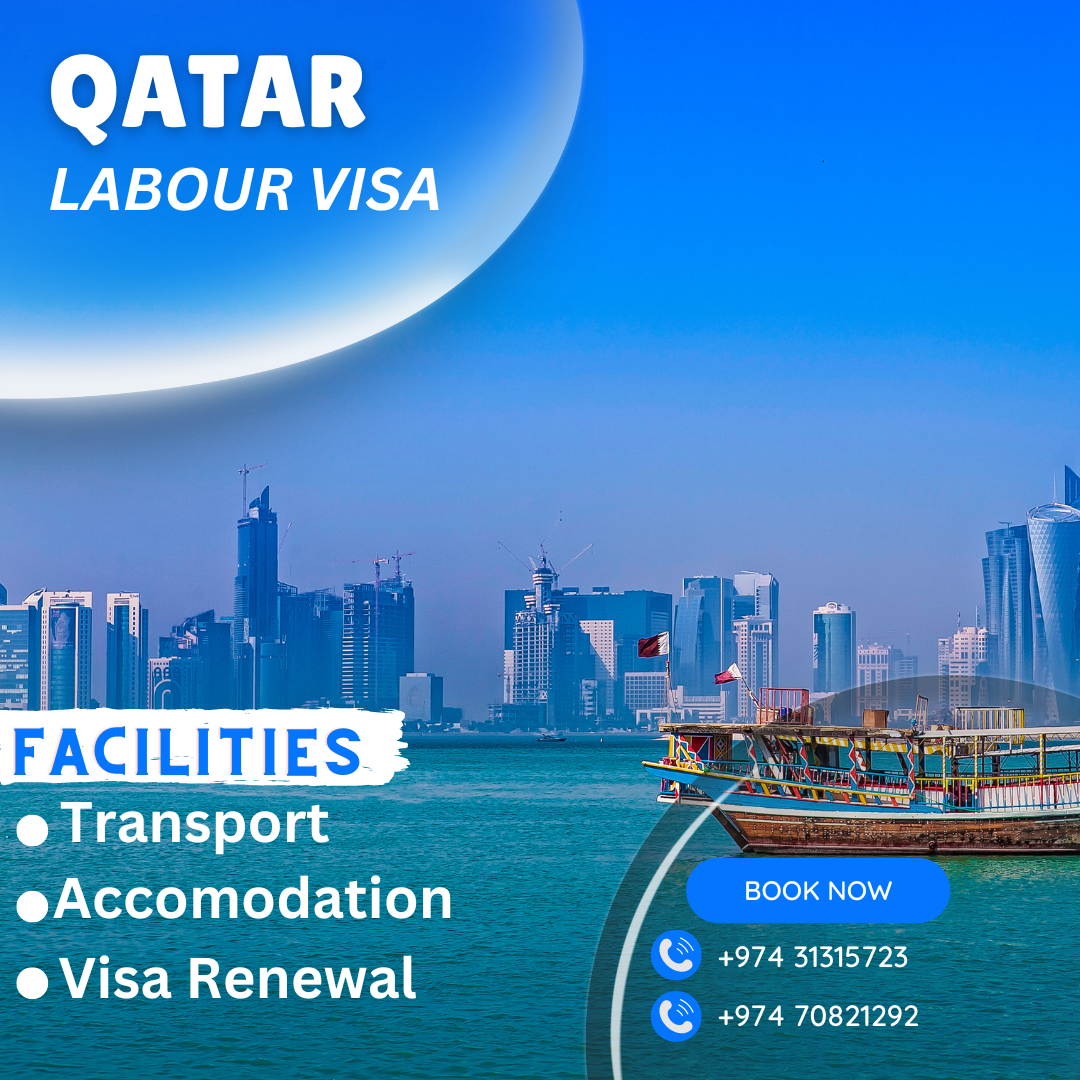 QATAR
LABOUR VISA
FACILITIES
Transport
Accomodation
Visa Renewal
BOOK NOW
+974 31315723
+974 70821292